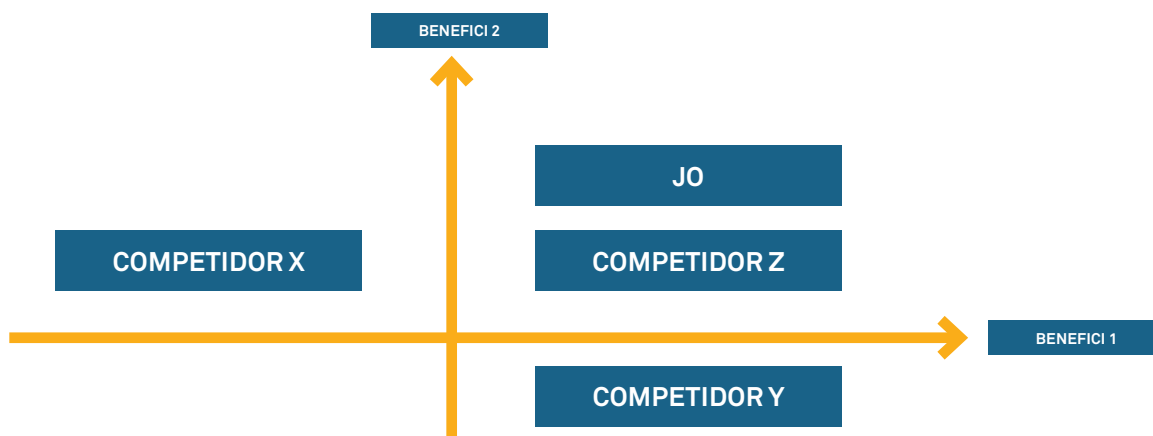 BENEFICI 2
JO
COMPETIDOR X
COMPETIDOR Z
BENEFICI 1
COMPETIDOR Y